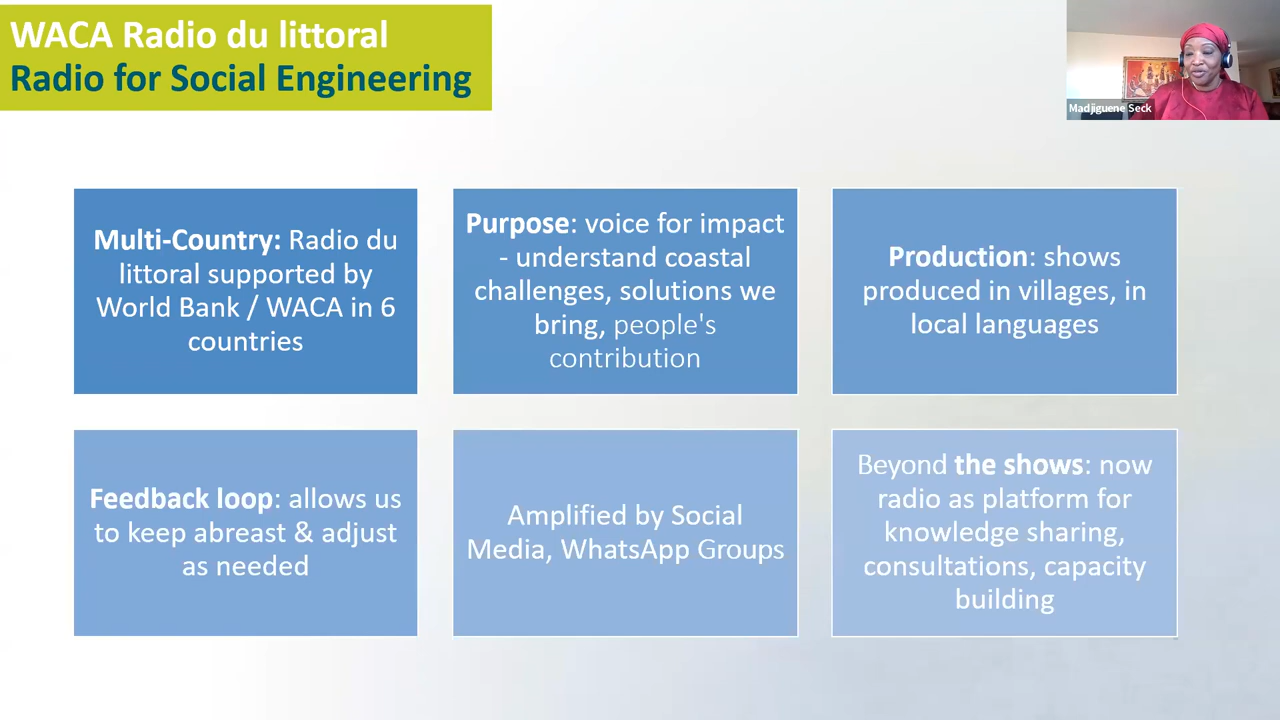 WACA Radio du littoral
Radio for Social Engineering
Madjiguene Seck
Multi-Country: Radio du
littoral supported by
World Bank / WACA in 6
countries
Purpose: voice for impact
- understand coastal
challenges, solutions we
bring, people's
contribution
Production: shows
produced in villages, in
local languages
Feedback loop: allows us
to keep abreast & adjust
as needed
Amplified by Social
Media, WhatsApp Groups
Beyond the shows: now
radio as platform for
knowledge sharing,
consultations, capacity
building